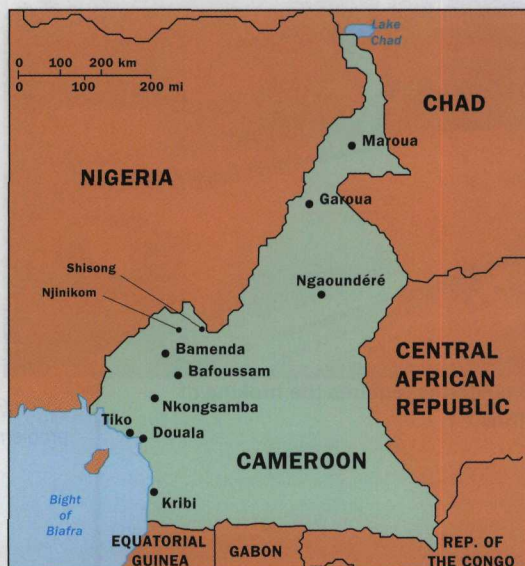 Lake
Chad
0 100 200 km
0 100 200 mi
CHAD
Maroua
NIGERIA
Garoua
Shisong
Ngaoundéré
Njinikom
Bamenda
CENTRAL
AFRICAN
REPUBLIC
Bafoussam
Nkongsamba
Tiko
Douala
CAMEROON
Kribi
Bight
of
Biafra
EQUATORIAL
GUINEA
GABON
REP. OF
THE CONGO